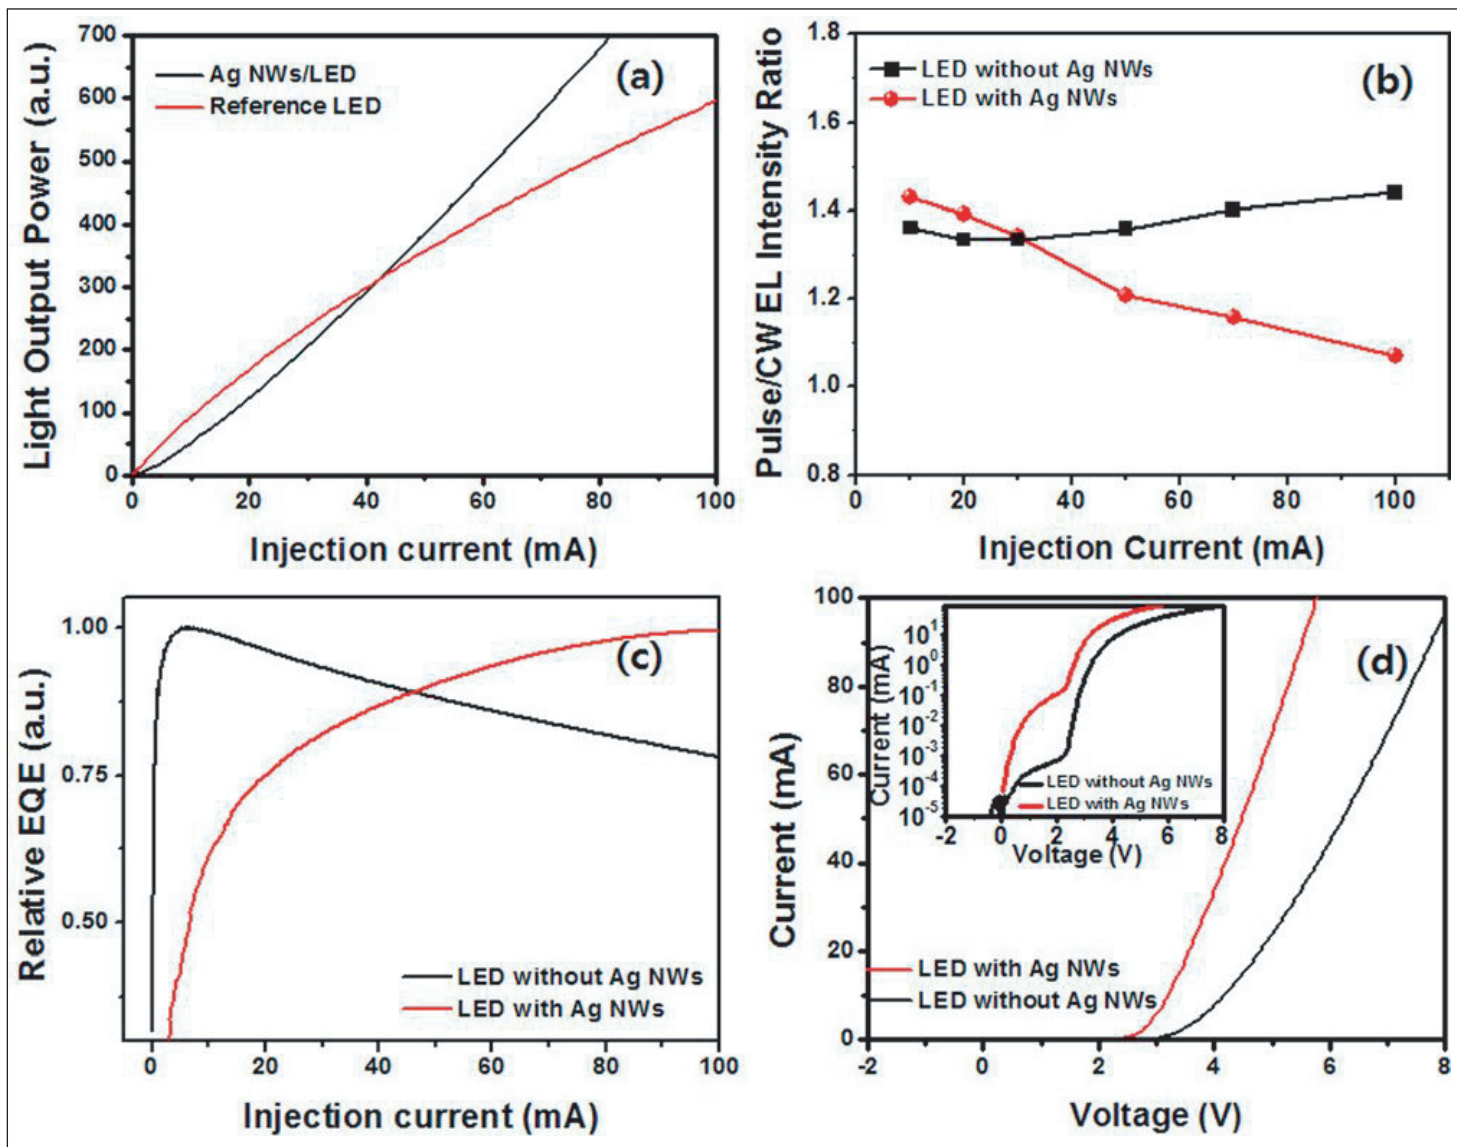 Light Output Power (a.u.)
700
600
500
400
300
200
100
0
Ag NWs/LED
Reference LED
(a)
0 20 40 60 80 100
Injection current (mA)
Pulse/CW EL Intensity Ratio
1.8
1.6
1.4
1.2
1.0
0.8
LED without Ag NWs
LED with Ag NWs
(b)
0 20 40 60 80 100
Injection Current (mA)
Relative EQE (a.u.)
1.00
0.75
0.50
(c)
LED without Ag NWs
LED with Ag NWs
0 20 40 60 80 100
Injection current (mA)
Current (mA)
100
80
60
40
20
0
Current (mA)
10^1
10^0
10^-1
10^-2
10^-3
10^-4
10^-5
LED without Ag NWs
LED with Ag NWs
-2 0 2 4 6 8
Voltage (V)
(d)
LED with Ag NWs
LED without Ag NWs
-2 0 2 4 6 8
Voltage (V)